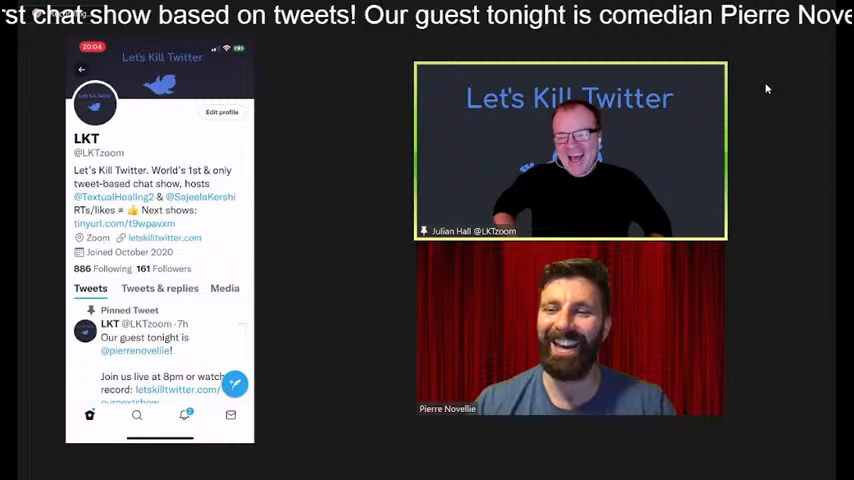 st chat show based on tweets! Our guest tonight is comedian Pierre Nove
20:04
Let's Kill Twitter
Edit profile
LKT
@LKTzoom
Let's Kill Twitter. World's 1st & only
tweet-based chat show, hosts
@TextualHealing2 & @SajeelaKershi
RTs/likes ≠ 👍 Next shows:
tinyurl.com/t9wpavxm
Zoom letskilltwitter.com
Joined October 2020
886 Following 161 Followers
Tweets Tweets & replies Media
Pinned Tweet
LKT @LKTzoom · 7h
Our guest tonight is
@pierrenovellie!
Join us live at 8pm or watch
record: letskilltwitter.com/
ournextshow
Let's Kill Twitter
Julian Hall @LKTzoom
Pierre Novellie